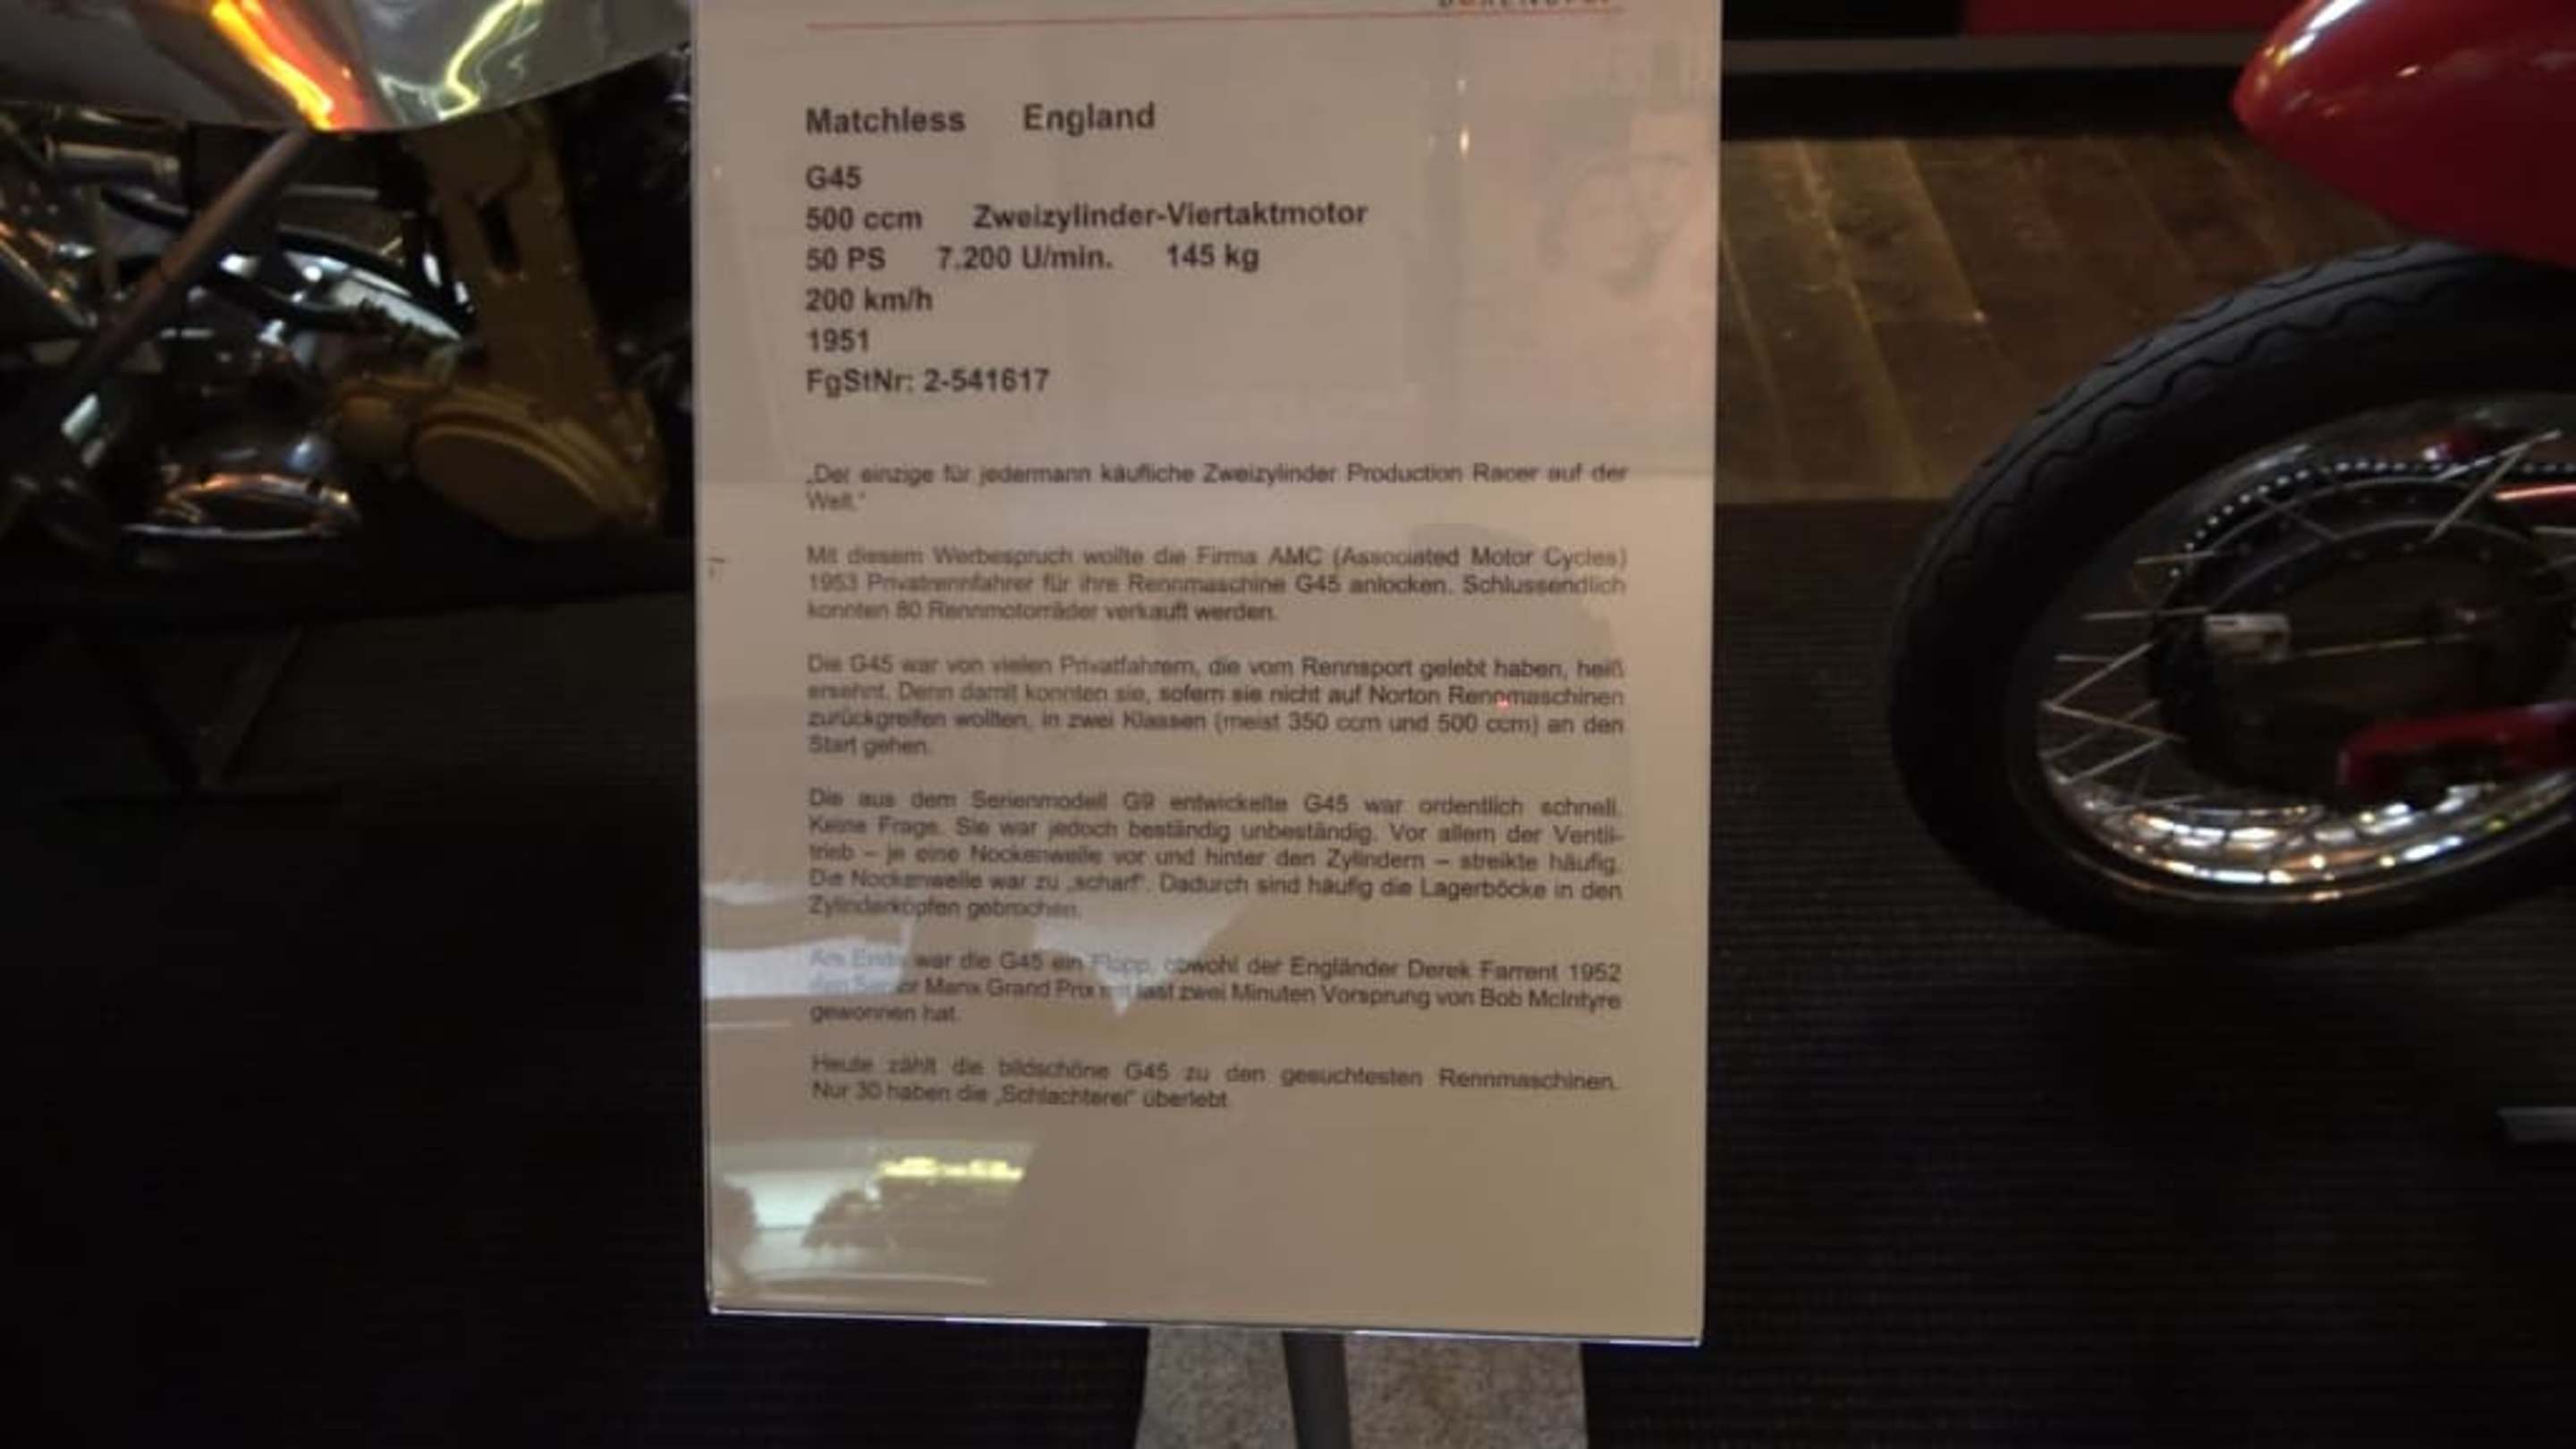 Matchless England
G45
500 ccm Zweizylinder-Viertaktmotor
50 PS 7.200 U/min. 145 kg
200 km/h
1951
FgStNr: 2-541617
„Der einzige für jedermann käufliche Zweizylinder Production Racer auf der
Welt."
Mit diesem Werbespruch wollte die Firma AMC (Associated Motor Cycles)
1953 Privatrennfahrer für ihre Rennmaschine G45 anlocken. Schlussendlich
konnten 80 Rennmotorräder verkauft werden.
Die G45 war von vielen Privatfahrern, die vom Rennsport gelebt haben, heiß
ersehnt. Denn damit konnten sie, sofern sie nicht auf Norton Rennmaschinen
zurückgreifen wollten, in zwei Klassen (meist 350 ccm und 500 ccm) an den
Start gehen.
Die aus dem Serienmodell G9 entwickelte G45 war ordentlich schnell.
Keine Frage. Sie war jedoch beständig unbeständig. Vor allem der Ventil-
trieb – je eine Nockenwelle vor und hinter den Zylindern – streikte häufig.
Die Nockenwelle war zu „scharf". Dadurch sind häufig die Lagerböcke in den
Zylinderköpfen gebrochen.
Am Ende war die G45 ein Flopp, obwohl der Engländer Derek Farrent 1952
den Senior Manx Grand Prix mit fast zwei Minuten Vorsprung von Bob McIntyre
gewonnen hat.
Heute zählt die bildschöne G45 zu den gesuchtesten Rennmaschinen.
Nur 30 haben die „Schlachterei" überlebt.